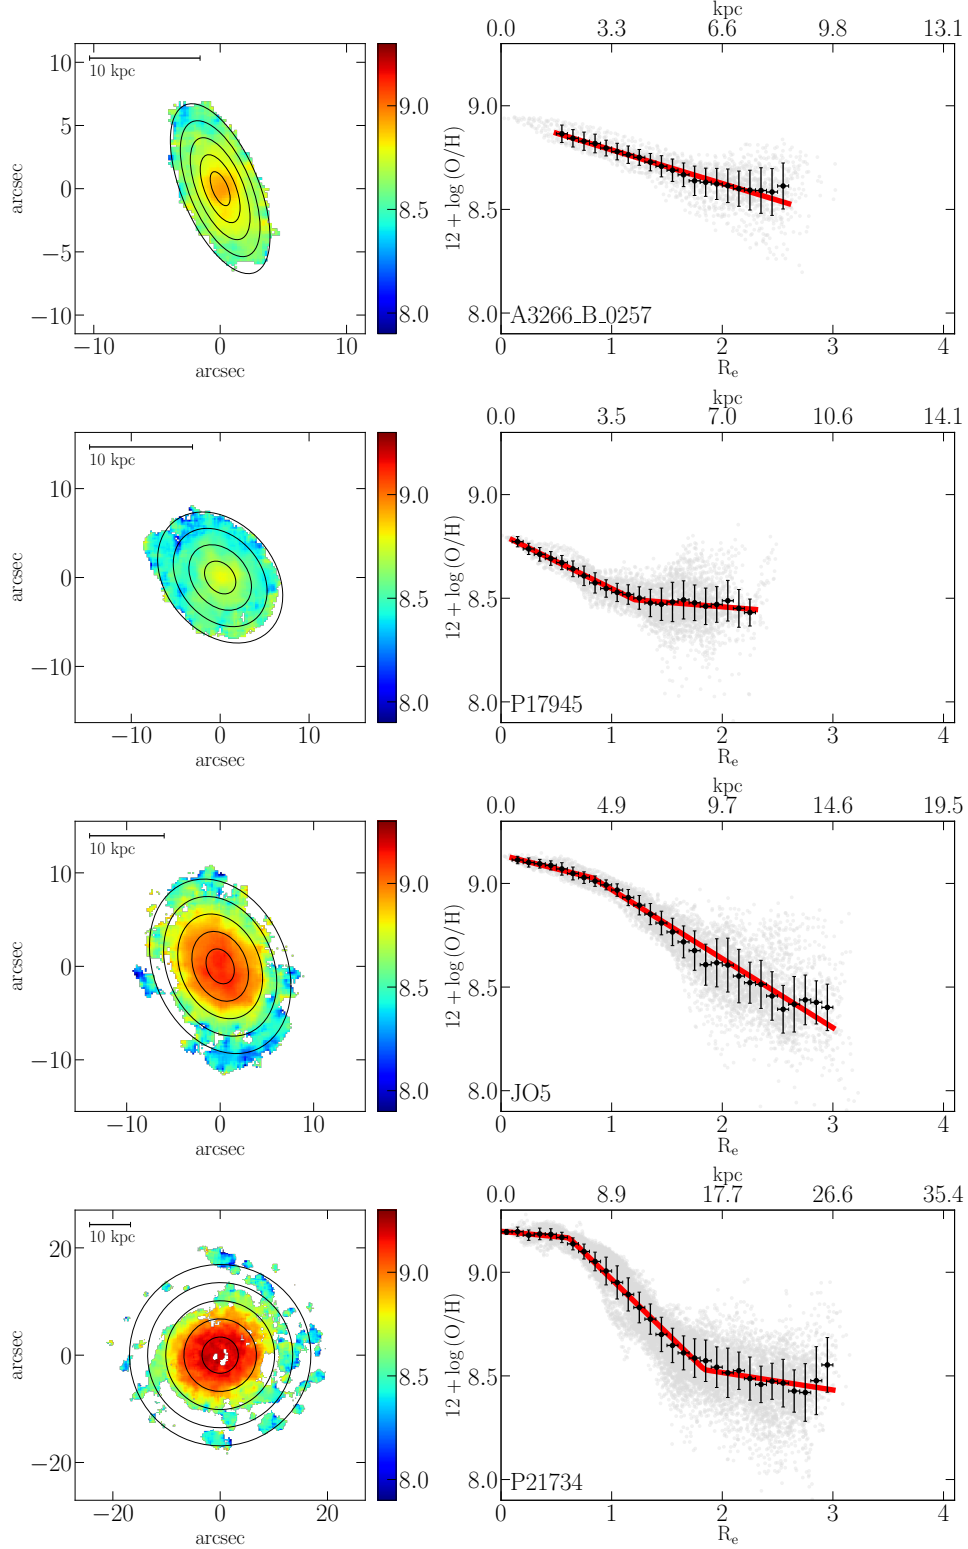 kpc
0.0 3.3 6.6 9.8 13.1
10 5 0 −5 −10
arcsec
10 kpc
−10 0 10
arcsec
9.0 8.5 8.0
12 + log (O/H)
9.0 8.5 8.0
A3266_B_0257
0 1 2 3 4
R_e
kpc
0.0 3.5 7.0 10.6 14.1
10 0 −10
arcsec
10 kpc
−10 0 10
arcsec
9.0 8.5 8.0
12 + log (O/H)
9.0 8.5 8.0
P17945
0 1 2 3 4
R_e
kpc
0.0 4.9 9.7 14.6 19.5
10 0 −10
arcsec
10 kpc
−10 0 10
arcsec
9.0 8.5 8.0
12 + log (O/H)
9.0 8.5 8.0
JO5
0 1 2 3 4
R_e
kpc
0.0 8.9 17.7 26.6 35.4
20 0 −20
arcsec
10 kpc
−20 0 20
arcsec
9.0 8.5 8.0
12 + log (O/H)
9.0 8.5 8.0
P21734
0 1 2 3 4
R_e